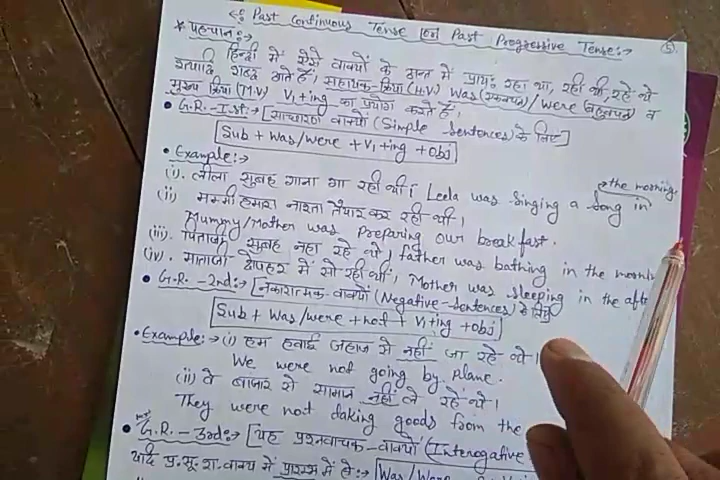 Past Continuous Tense (or) Past Progressive Tense:→ (5).
* पहचान:→
हिन्दी में ऐसे वाक्यों के अन्त में प्रायः रहा था, रही थी, रहे थे
इत्यादि शब्द आते हैं। सहायक-क्रिया (H.V) Was (एकवचन)/were (बहुवचन) व
मुख्य क्रिया (M.V) V₁+ing का प्रयोग करते हैं।
• G.R.-Ist:→ [साधारण वाक्यों (Simple Sentences) के लिए]
Sub + Was/were + V₁+ing + obj
• Example:→
(i). लीला सुबह गाना गा रही थी। Leela was singing a song in the morning.
(ii) मम्मी हमारा नाश्ता तैयार कर रही थी।
Mummy/Mother was preparing our breakfast.
(iii). पिताजी सुबह नहा रहे थे, father was bathing in the
(iv). माताजी दोपहर में सो रही थीं, Mother was sleeping in the
• G.R.-2nd:→ [नकारात्मक-वाक्यों (Negative-Sentences) के लिए
Sub + Was/were + not + V₁+ing + obj
• Example:→ (i) हम हवाई जहाज से नहीं जा रहे थे।
We were not going by plane.
(ii) वे बाजार से सामान नहीं ले रहे थे।
They were not taking goods from the
• G.R.-3rd:→ [यह प्रश्नवाचक-वाक्यों (Interogative
यदि प्र.सू.श. वाक्य में प्रारम्भ में हो:→